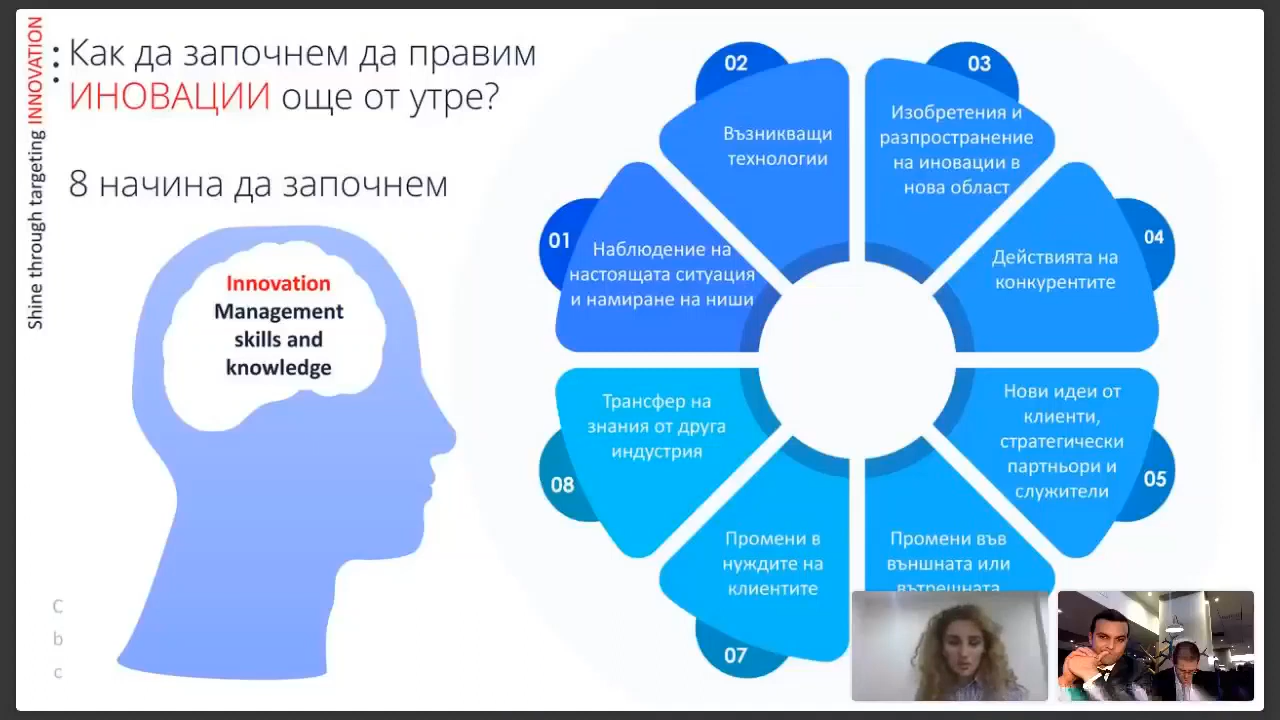 Shine through targeting INNOVATION
Как да започнем да правим
ИНОВАЦИИ още от утре?
8 начина да започнем
Innovation
Management
skills and
knowledge
01
Наблюдение на
настоящата ситуация
и намиране на ниши
02
Възникващи
технологии
03
Изобретения и
разпространение
на иновации в
нова област
04
Действията на
конкурентите
05
Нови идеи от
клиенти,
стратегически
партньори и
служители
Промени във
външната или
вътрешната
07
Промени в
нуждите на
клиентите
08
Трансфер на
знания от друга
индустрия
C
b
c